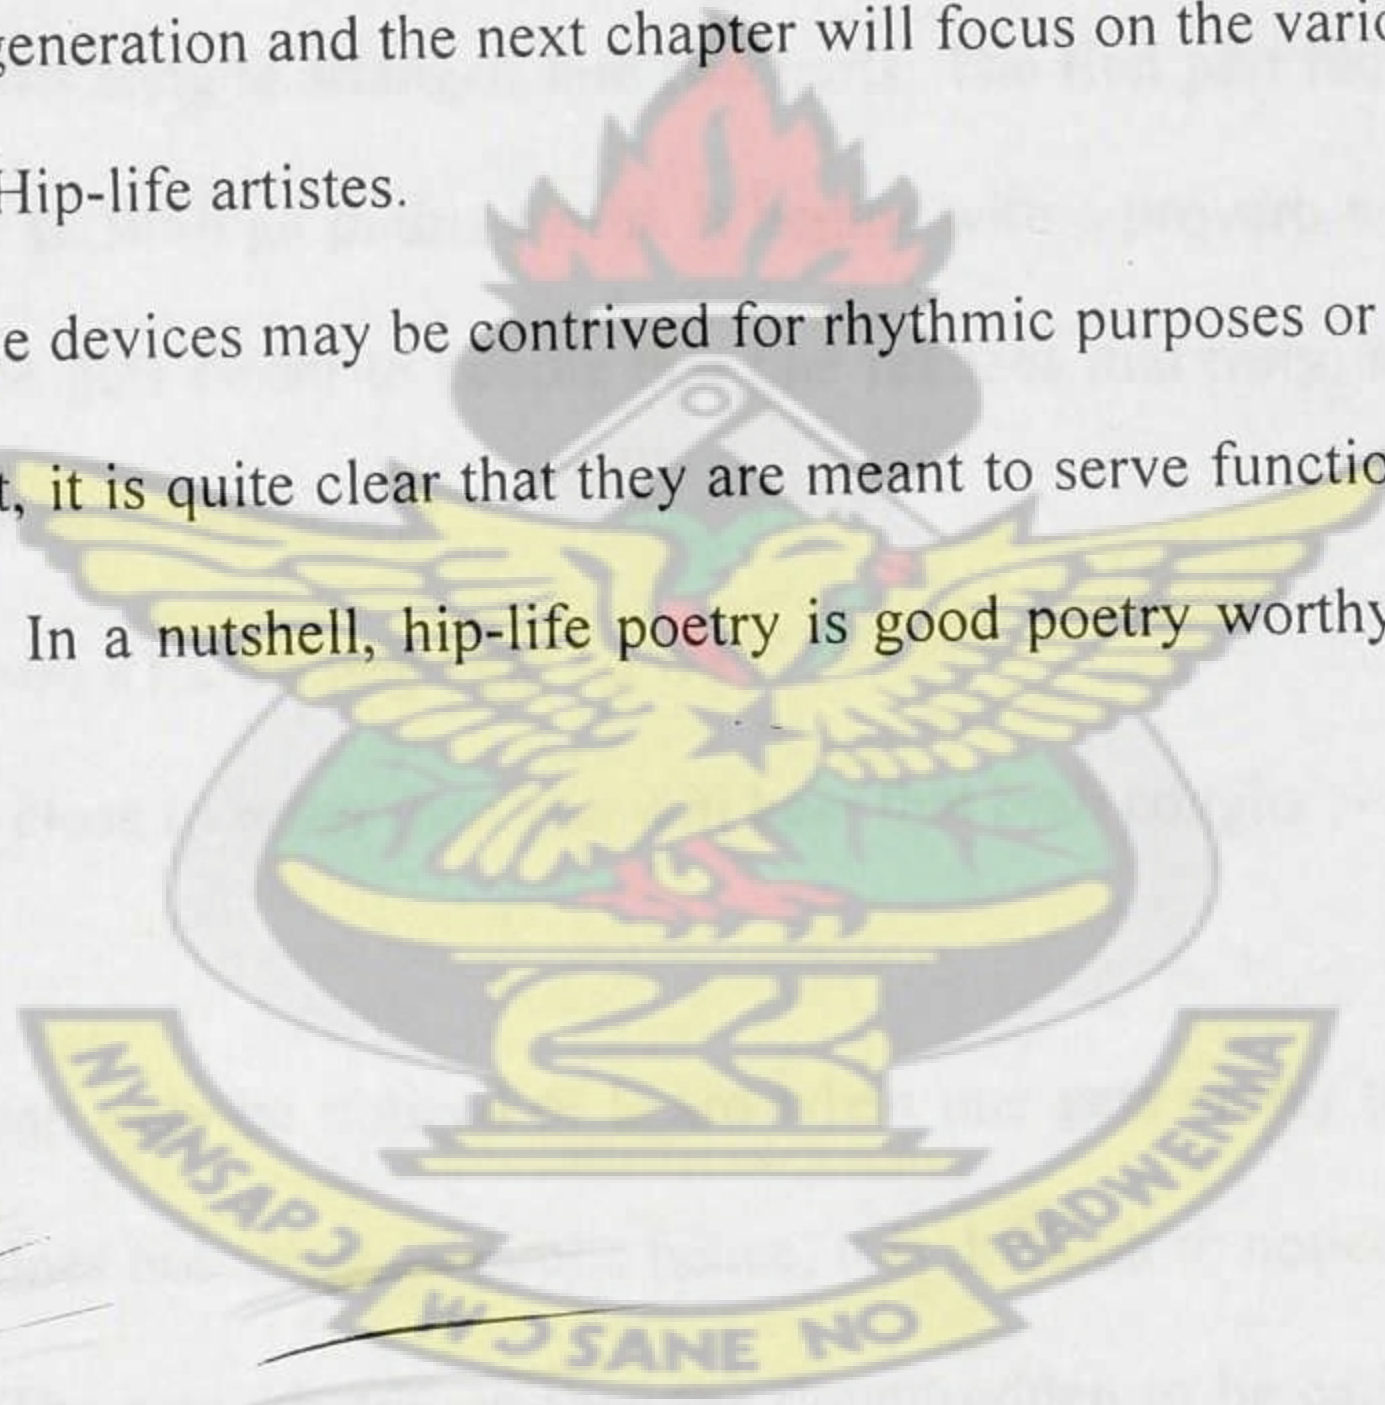 generation and the next chapter will focus on the vario
Hip-life artistes.
e devices may be contrived for rhythmic purposes or
t, it is quite clear that they are meant to serve functio
In a nutshell, hip-life poetry is good poetry worthy
NYANSAPƆ
WƆSANE NO
BADWENMA